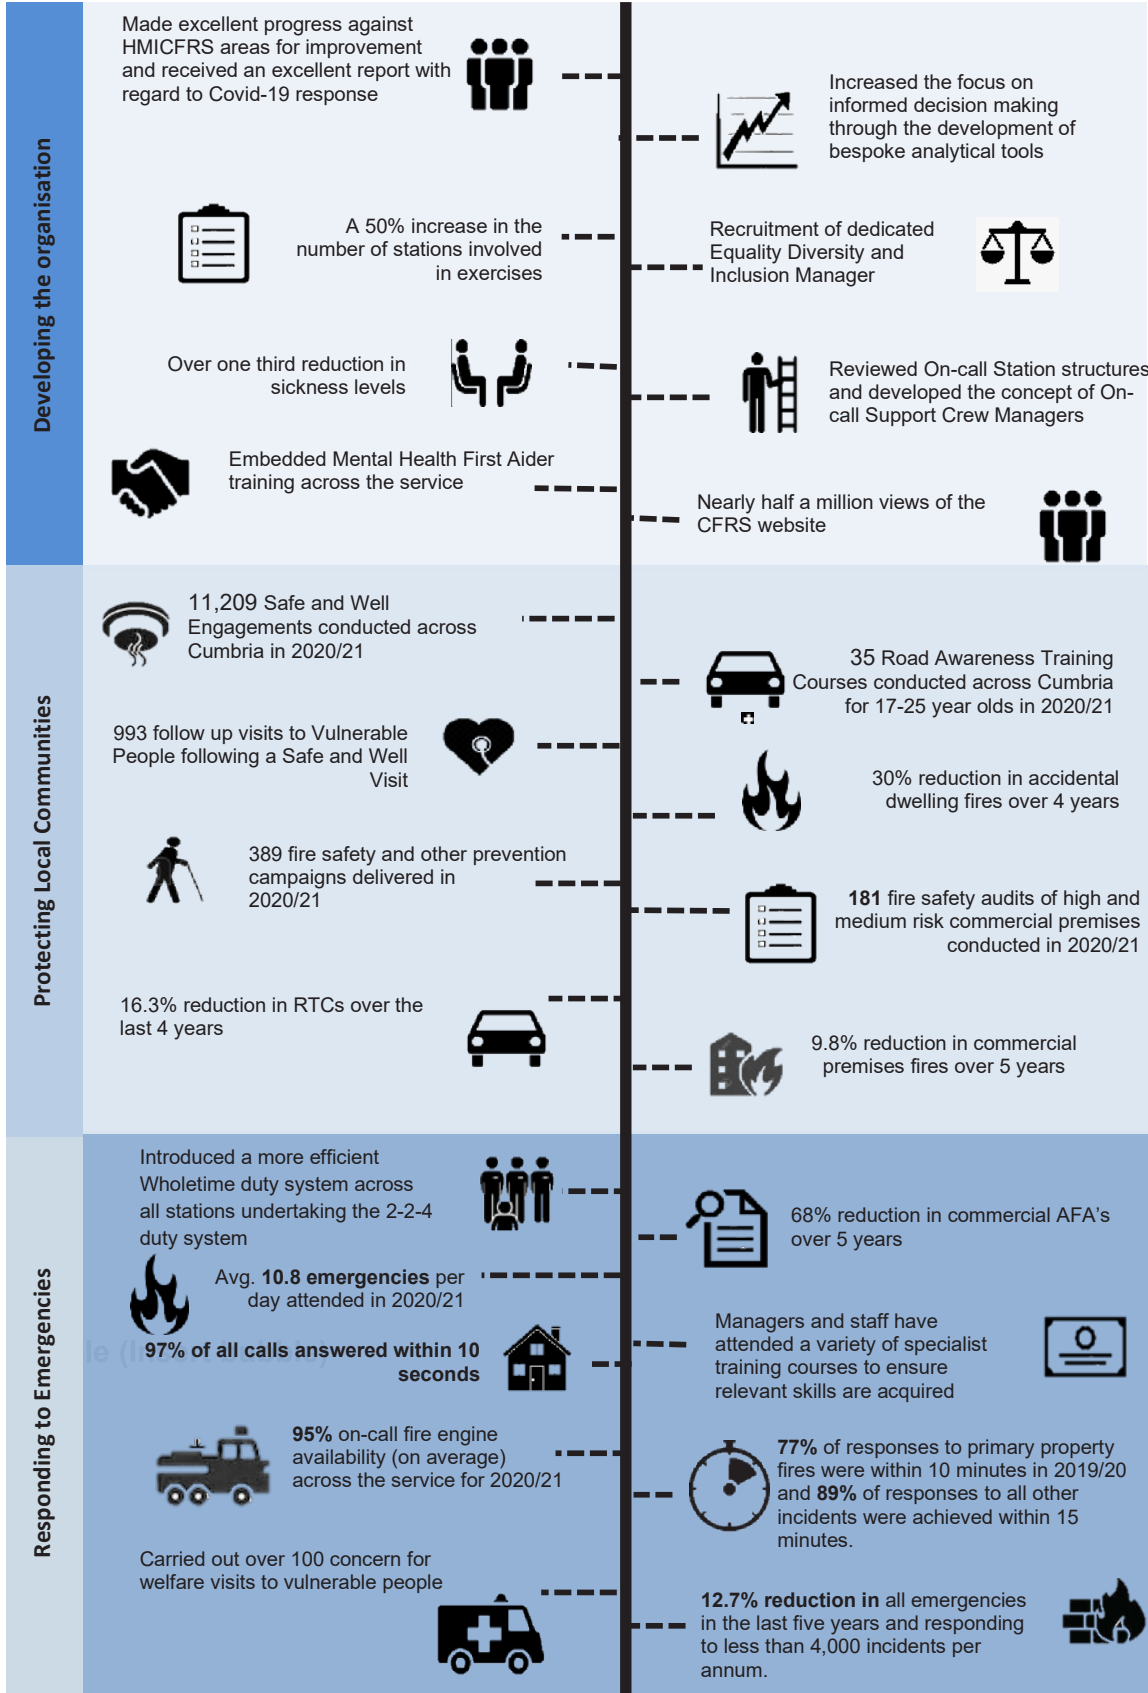 Developing the organisation
Made excellent progress against
HMICFRS areas for improvement
and received an excellent report with
regard to Covid-19 response
Increased the focus on
informed decision making
through the development of
bespoke analytical tools
A 50% increase in the
number of stations involved
in exercises
Recruitment of dedicated
Equality Diversity and
Inclusion Manager
Over one third reduction in
sickness levels
Reviewed On-call Station structures
and developed the concept of On-
call Support Crew Managers
Embedded Mental Health First Aider
training across the service
Nearly half a million views of the
CFRS website
Protecting Local Communities
11,209 Safe and Well
Engagements conducted across
Cumbria in 2020/21
35 Road Awareness Training
Courses conducted across Cumbria
for 17-25 year olds in 2020/21
993 follow up visits to Vulnerable
People following a Safe and Well
Visit
30% reduction in accidental
dwelling fires over 4 years
389 fire safety and other prevention
campaigns delivered in
2020/21
181 fire safety audits of high and
medium risk commercial premises
conducted in 2020/21
16.3% reduction in RTCs over the
last 4 years
9.8% reduction in commercial
premises fires over 5 years
Responding to Emergencies
Introduced a more efficient
Wholetime duty system across
all stations undertaking the 2-2-4
duty system
68% reduction in commercial AFA's
over 5 years
Avg. 10.8 emergencies per
day attended in 2020/21
Managers and staff have
attended a variety of specialist
training courses to ensure
relevant skills are acquired
97% of all calls answered within 10
seconds
95% on-call fire engine
availability (on average)
across the service for 2020/21
77% of responses to primary property
fires were within 10 minutes in 2019/20
and 89% of responses to all other
incidents were achieved within 15
minutes.
Carried out over 100 concern for
welfare visits to vulnerable people
12.7% reduction in all emergencies
in the last five years and responding
to less than 4,000 incidents per
annum.